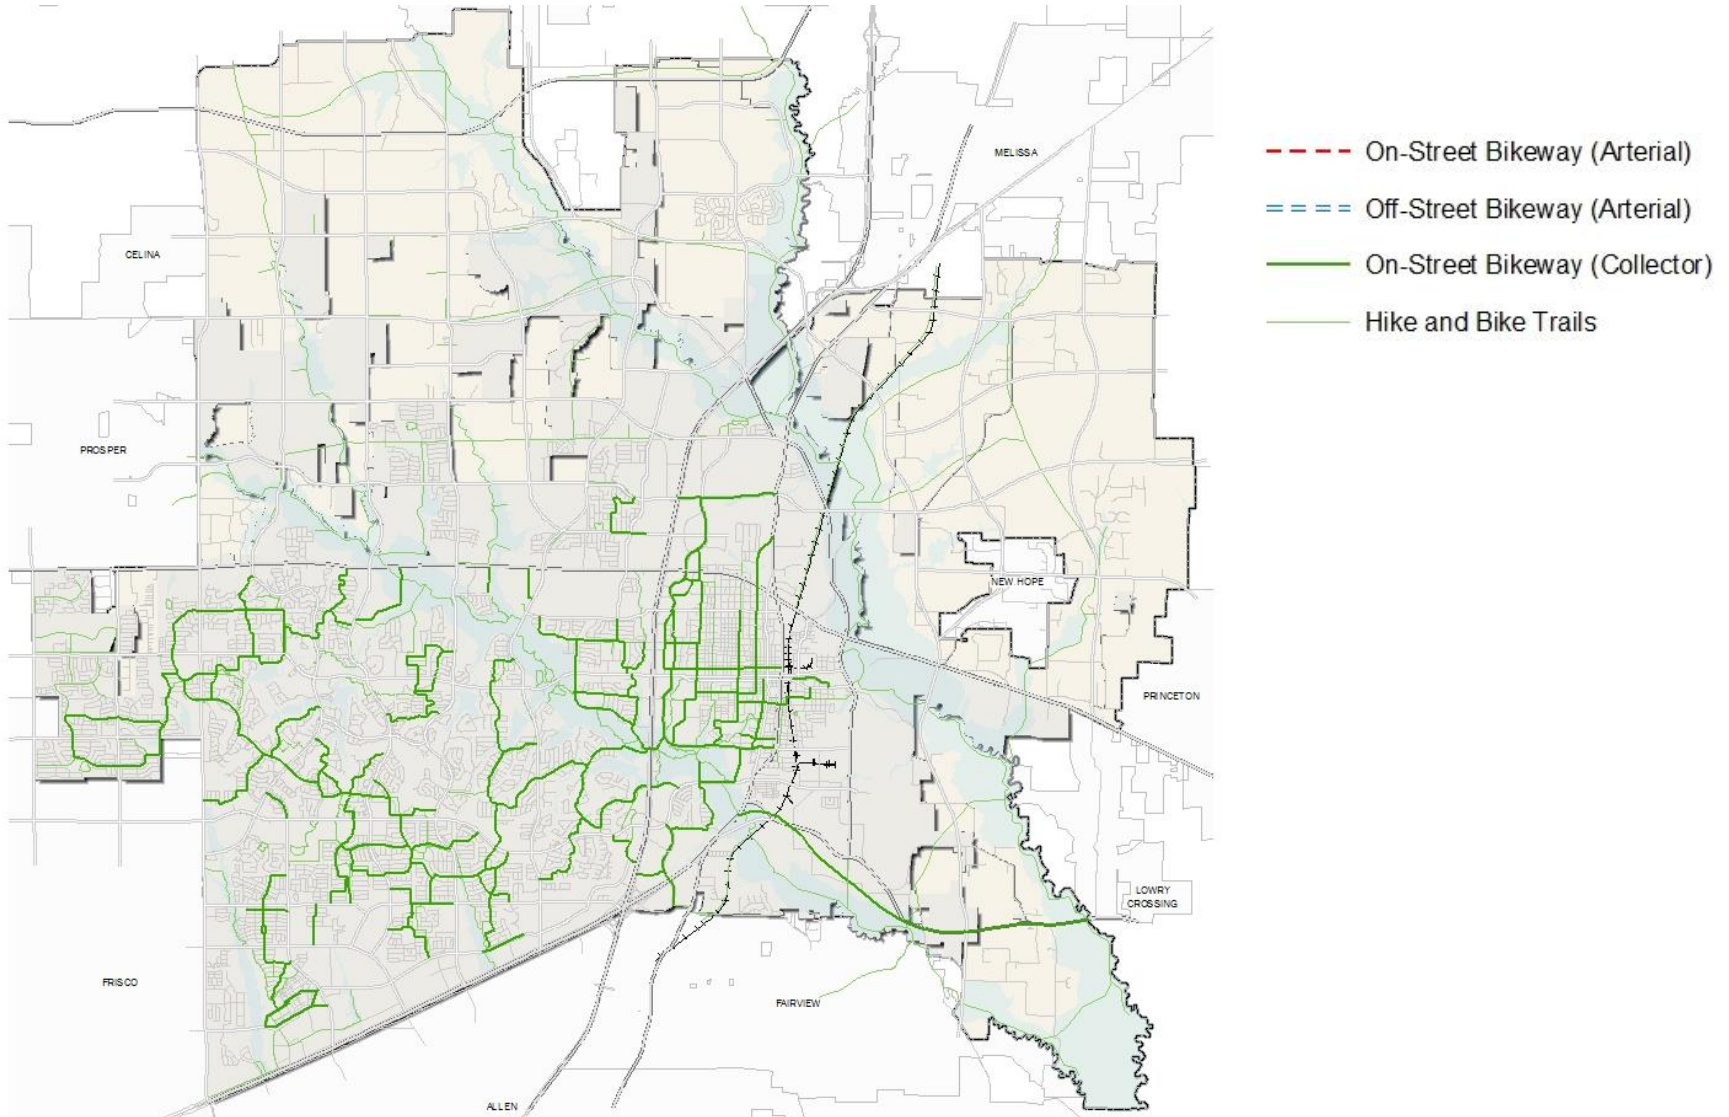 MELISSA
CELINA
PROSPER
NEW HOPE
PRINCETON
LOWRY
CROSSING
FRISCO
FAIRVIEW
ALLEN
On-Street Bikeway (Arterial)
Off-Street Bikeway (Arterial)
On-Street Bikeway (Collector)
Hike and Bike Trails